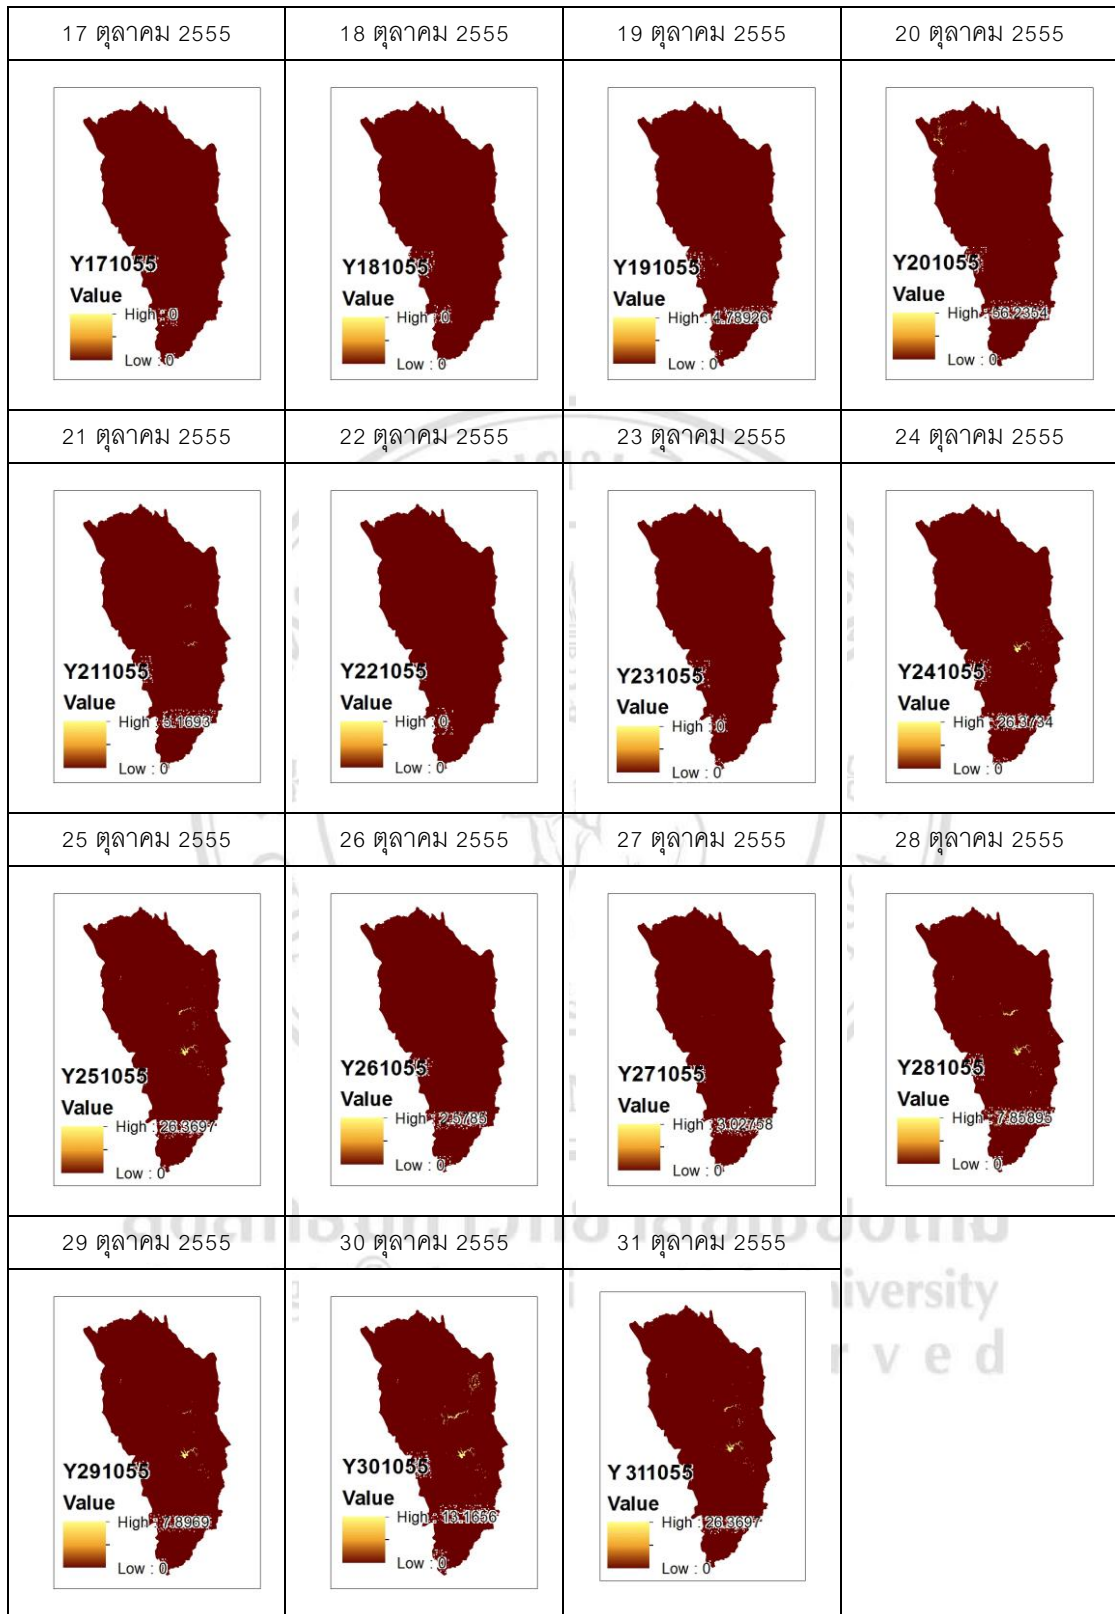 17 ตุลาคม 2555
18 ตุลาคม 2555
19 ตุลาคม 2555
20 ตุลาคม 2555
Y171055
Value
High : 0
Low : 0
Y181055
Value
High : 0
Low : 0
Y191055
Value
High : 4.78926
Low : 0
Y201055
Value
High : 56.2354
Low : 0
21 ตุลาคม 2555
22 ตุลาคม 2555
23 ตุลาคม 2555
24 ตุลาคม 2555
Y211055
Value
High : 5.1693
Low : 0
Y221055
Value
High : 0
Low : 0
Y231055
Value
High : 0
Low : 0
Y241055
Value
High : 26.3734
Low : 0
25 ตุลาคม 2555
26 ตุลาคม 2555
27 ตุลาคม 2555
28 ตุลาคม 2555
Y251055
Value
High : 26.3697
Low : 0
Y261055
Value
High : 2.5785
Low : 0
Y271055
Value
High : 3.02758
Low : 0
Y281055
Value
High : 7.85895
Low : 0
29 ตุลาคม 2555
30 ตุลาคม 2555
31 ตุลาคม 2555
Y291055
Value
High : 7.8969
Low : 0
Y301055
Value
High : 13.1656
Low : 0
Y311055
Value
High : 26.3697
Low : 0
iversity
r v e d